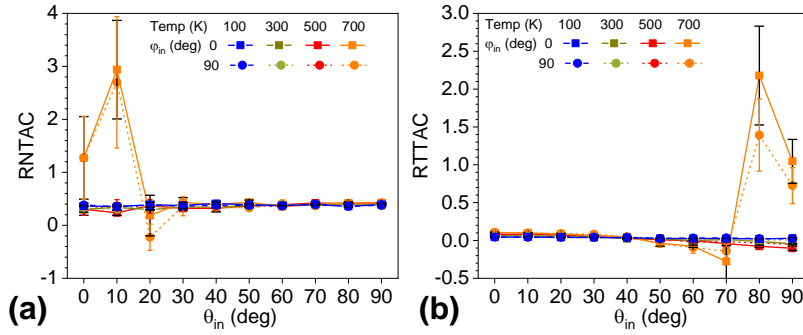 Temp (K) 100 300 500 700
φin (deg) 0
90
RNTAC
4
3
2
1
0
-1
0 10 20 30 40 50 60 70 80 90
θin (deg)
(a)
Temp (K) 100 300 500 700
φin (deg) 0
90
RTTAC
3.0
2.5
2.0
1.5
1.0
0.5
0.0
-0.5
0 10 20 30 40 50 60 70 80 90
θin (deg)
(b)